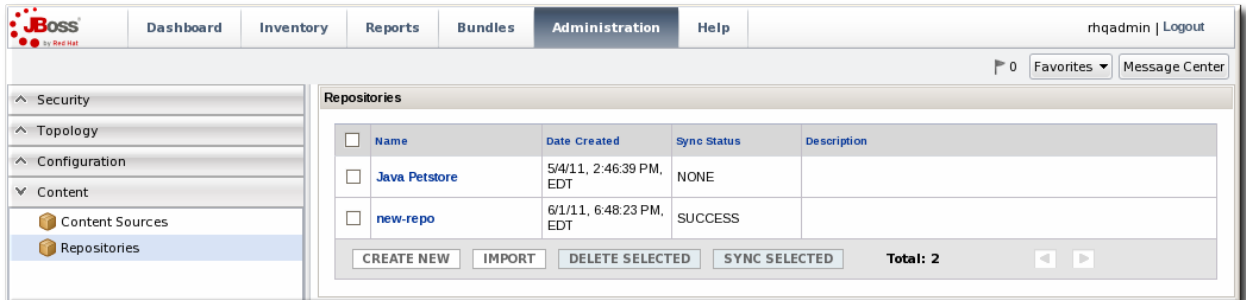 JBoss
by Red Hat
Dashboard Inventory Reports Bundles Administration Help
rhqadmin | Logout
0 Favorites Message Center
Security
Topology
Configuration
Content
Content Sources
Repositories
Repositories
Name Date Created Sync Status Description
Java Petstore 5/4/11, 2:46:39 PM, EDT NONE
new-repo 6/1/11, 6:48:23 PM, EDT SUCCESS
CREATE NEW IMPORT DELETE SELECTED SYNC SELECTED Total: 2